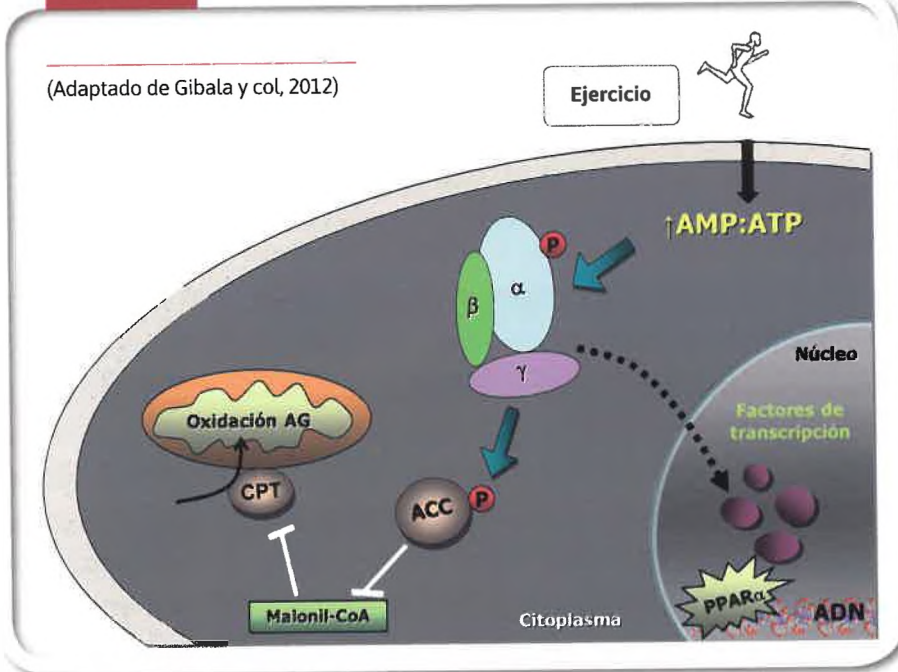 (Adaptado de Gibala y col, 2012)
Ejercicio
↑AMP:ATP
P
α
β
γ
Núcleo
Factores de
transcripción
Oxidación AG
CPT
ACC
P
Malonil-CoA
Citoplasma
PPARα
ADN